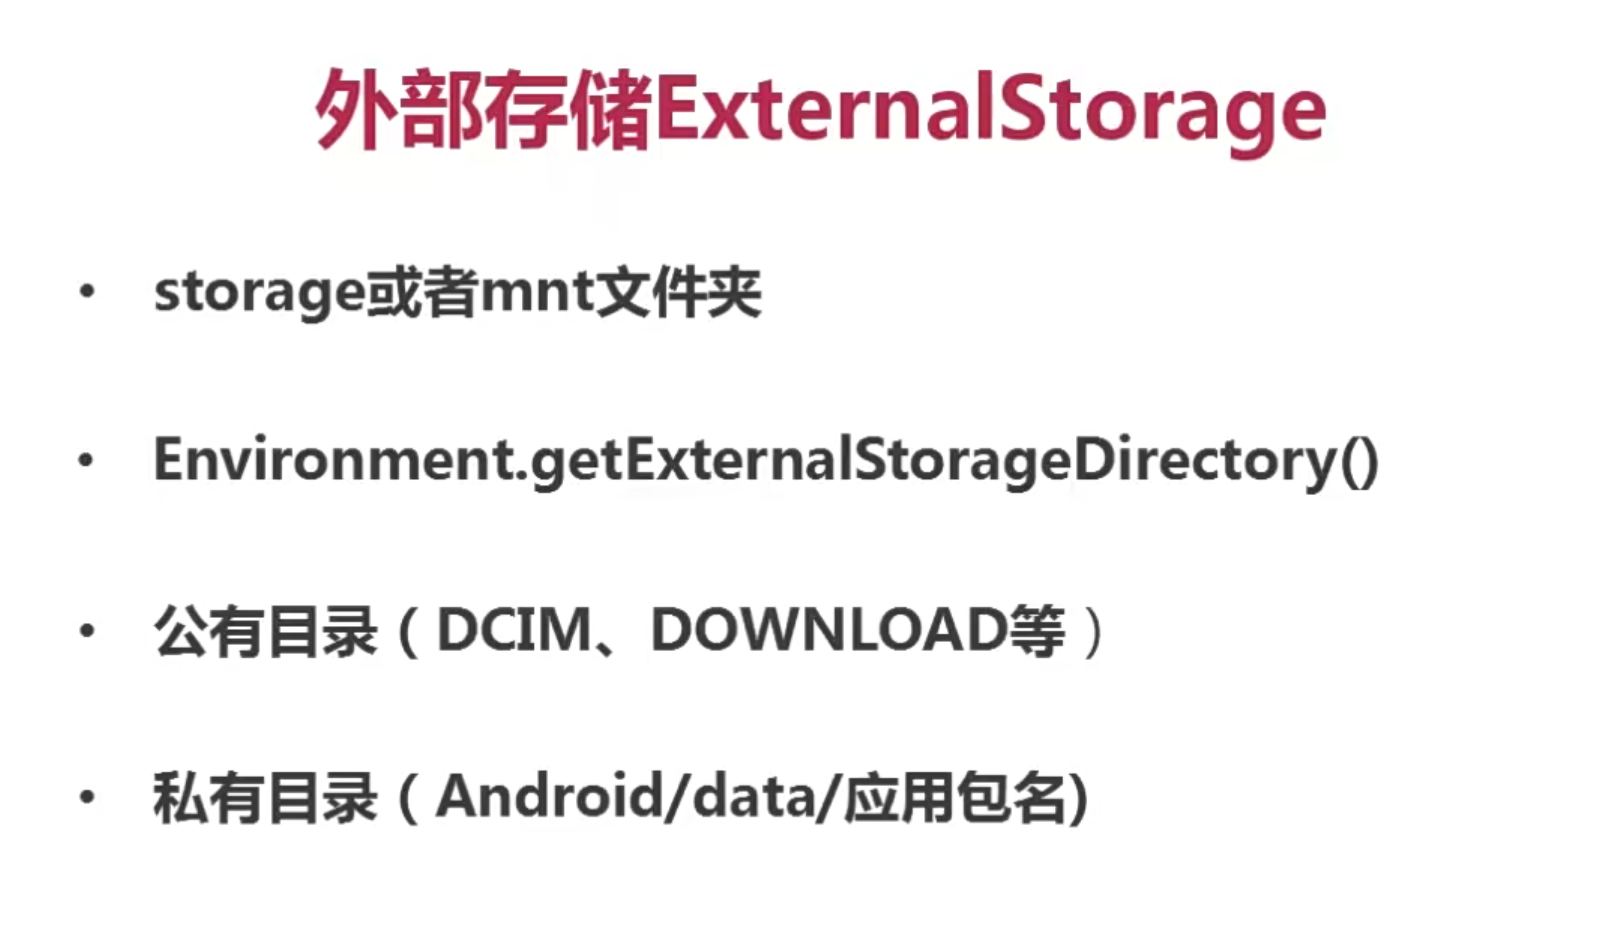 外部存储ExternalStorage
• storage或者mnt文件夹
• Environment.getExternalStorageDirectory()
• 公有目录（DCIM、DOWNLOAD等）
• 私有目录（Android/data/应用包名)